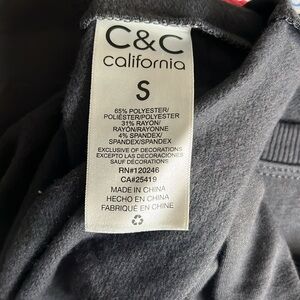 C&C
california
S
65% POLYESTER/
POLIÉSTER/POLYESTER
31% RAYON/
RAYÓN/RAYONNE
4% SPANDEX/
SPANDEX/SPANDEX
EXCLUSIVE OF DECORATIONS
EXCEPTO LAS DECORACIONES
SAUF DÉCORATIONS
RN#120246
CA#25419
MADE IN CHINA
HECHO EN CHINA
FABRIQUÉ EN CHINE